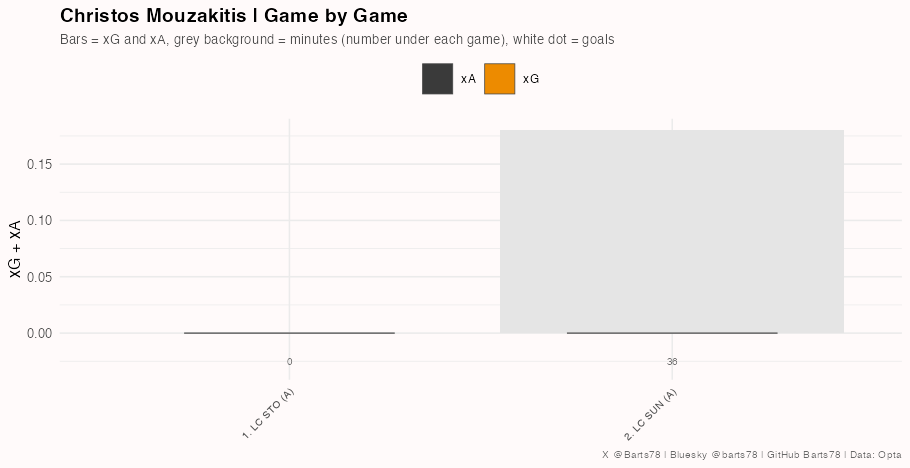 Christos Mouzakitis | Game by Game
Bars = xG and xA, grey background = minutes (number under each game), white dot = goals
xA xG
xG + xA
0.15
0.10
0.05
0.00
0 36
1. LC STO (A) 2. LC SUN (A)
X @Barts78 | Bluesky @barts78 | GitHub Barts78 | Data: Opta